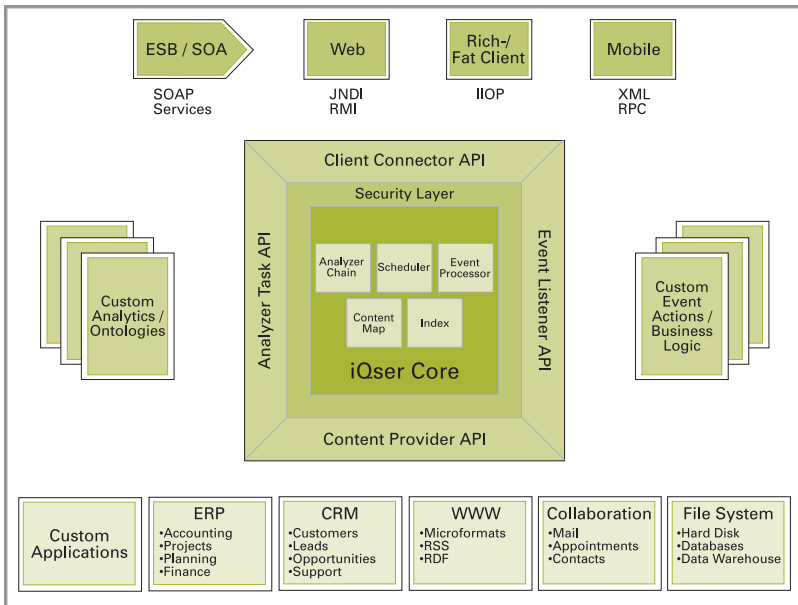 ESB / SOA
Web
Rich-/
Fat Client
Mobile
SOAP
Services
JNDI
RMI
IIOP
XML
RPC
Client Connector API
Security Layer
Analyzer Task API
Event Listener API
Analyzer
Chain
Scheduler
Event
Processor
Content
Map
Index
iQser Core
Content Provider API
Custom
Analytics /
Ontologies
Custom
Event
Actions /
Business
Logic
Custom
Applications
ERP
•Accounting
•Projects
•Planning
•Finance
CRM
•Customers
•Leads
•Opportunities
•Support
WWW
•Microformats
•RSS
•RDF
Collaboration
•Mail
•Appointments
•Contacts
File System
•Hard Disk
•Databases
•Data Warehouse